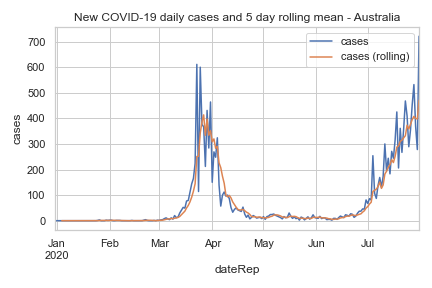 New COVID-19 daily cases and 5 day rolling mean - Australia
cases
cases (rolling)
700
600
500
400
300
200
100
0
cases
Jan
2020
Feb
Mar
Apr
May
Jun
Jul
dateRep